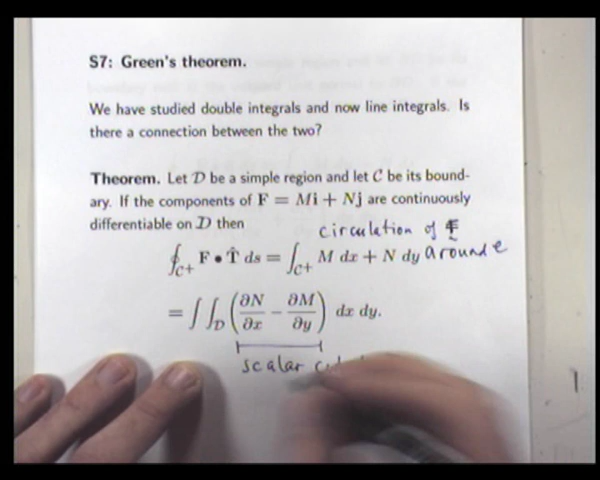 S7: Green's theorem.
We have studied double integrals and now line integrals. Is
there a connection between the two?
Theorem. Let D be a simple region and let C be its bound-
ary. If the components of F = Mi + Nj are continuously
differentiable on D then
circulation of F
∮_{C+} F • T̂ ds = ∫_{C+} M dx + N dy around C
= ∫∫_D (∂N/∂x − ∂M/∂y) dx dy.
scalar